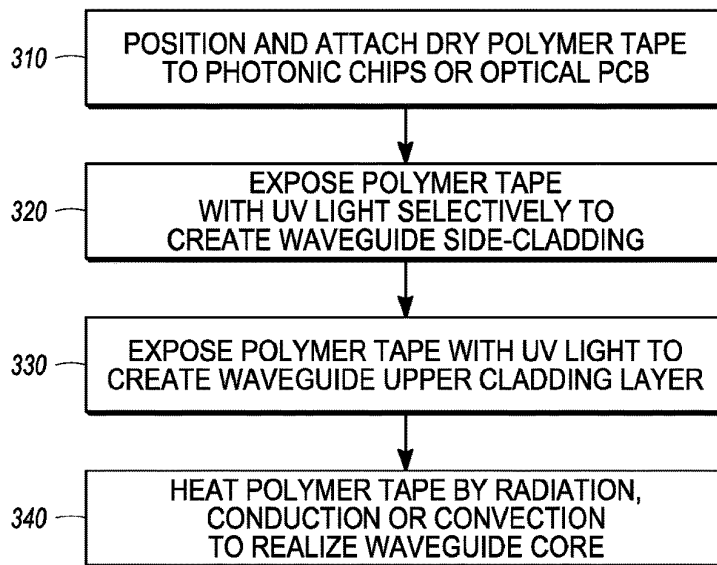 310
POSITION AND ATTACH DRY POLYMER TAPE
TO PHOTONIC CHIPS OR OPTICAL PCB
320
EXPOSE POLYMER TAPE
WITH UV LIGHT SELECTIVELY TO
CREATE WAVEGUIDE SIDE-CLADDING
330
EXPOSE POLYMER TAPE WITH UV LIGHT TO
CREATE WAVEGUIDE UPPER CLADDING LAYER
340
HEAT POLYMER TAPE BY RADIATION,
CONDUCTION OR CONVECTION
TO REALIZE WAVEGUIDE CORE